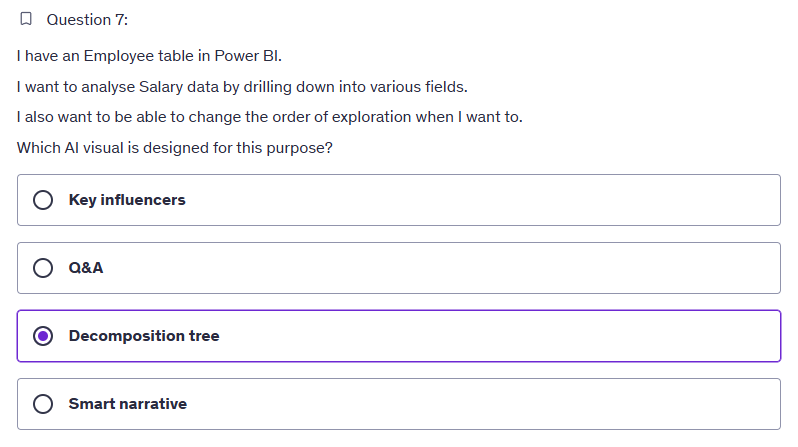 Question 7:
I have an Employee table in Power BI.
I want to analyse Salary data by drilling down into various fields.
I also want to be able to change the order of exploration when I want to.
Which AI visual is designed for this purpose?
Key influencers
Q&A
Decomposition tree
Smart narrative